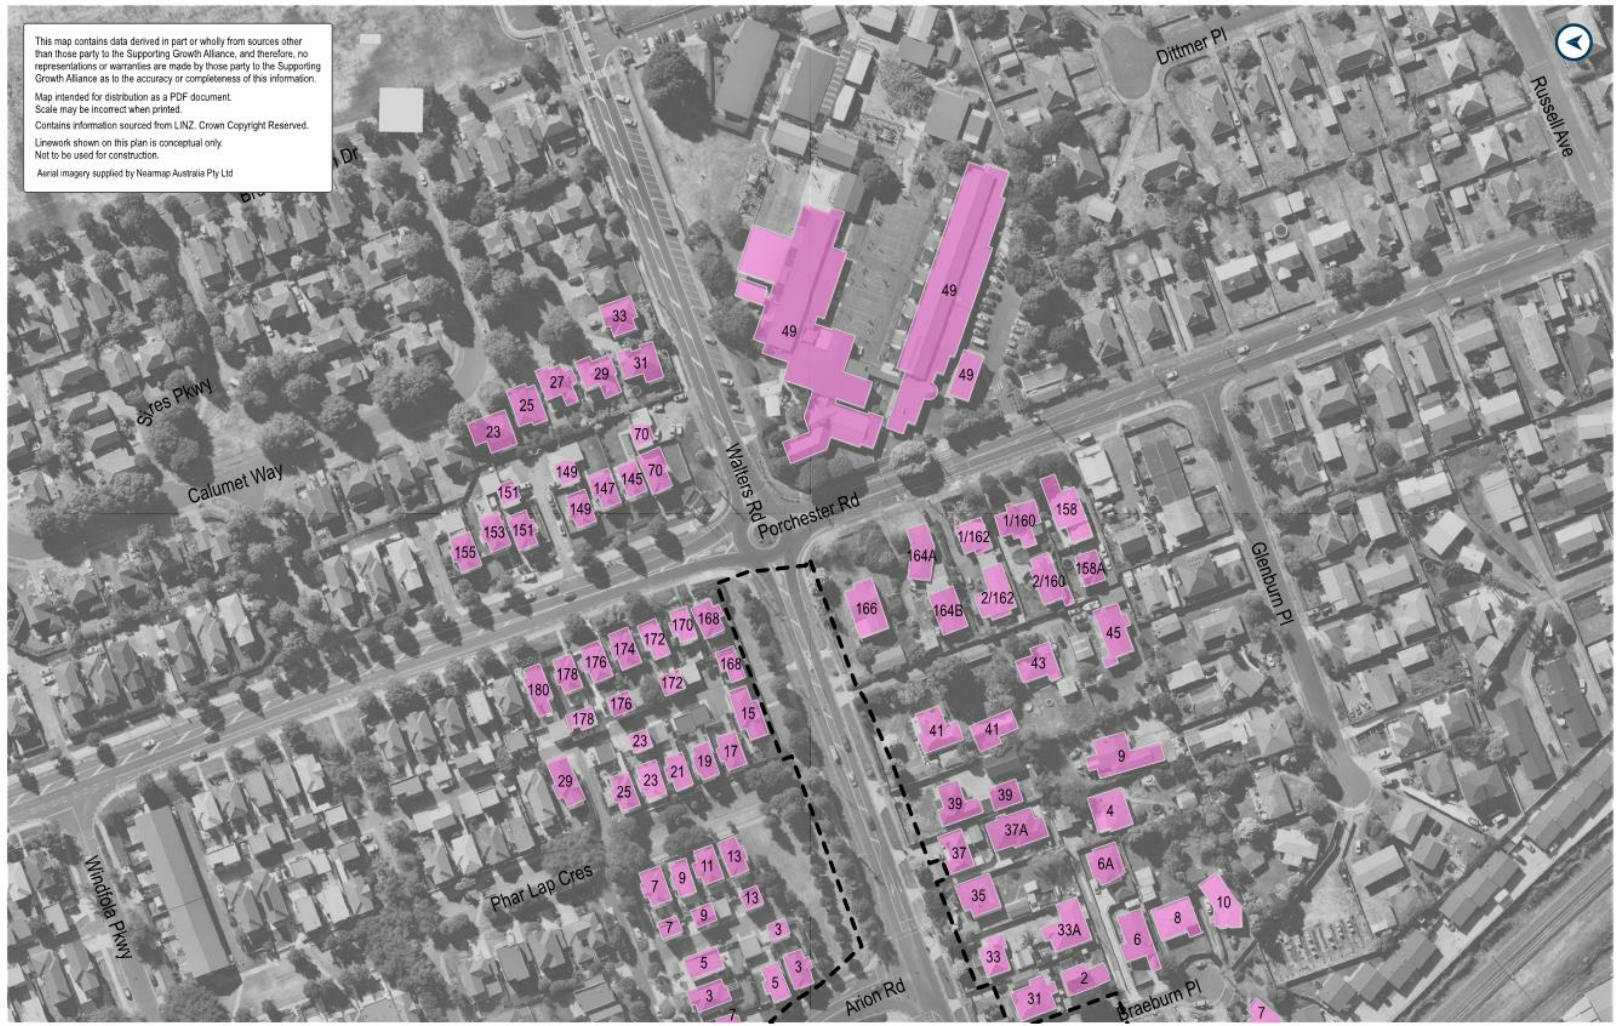 This map contains data derived in part or wholly from sources other
than those party to the Supporting Growth Alliance, and therefore, no
representations or warranties are made by those party to the Supporting
Growth Alliance as to the accuracy or completeness of this information.
Map intended for distribution as a PDF document.
Scale may be incorrect when printed.
Contains information sourced from LINZ. Crown Copyright Reserved.
Linework shown on this plan is conceptual only.
Not to be used for construction.
Aerial imagery supplied by Nearmap Australia Pty Ltd
Dr
Dittmer Pl
Russell Ave
Calumet Way
Pkwy
Walters Rd
Porchester Rd
Glenburn Pl
Windfola Pkwy
Phar Lap Cres
Arion Rd
Braeburn Pl
49
49
49
33
31
29
27
25
23
70
70
145
147
149
149
151
151
153
155
158
1/160
1/162
164A
158A
2/160
2/162
164B
166
45
43
41
41
168
170
172
174
176
178
180
168
172
176
178
15
17
19
21
23
23
25
29
9
4
39
39
37A
37
6A
35
33A
33
31
2
6
8
10
7
13
11
9
7
13
9
7
3
5
3
5
3
7